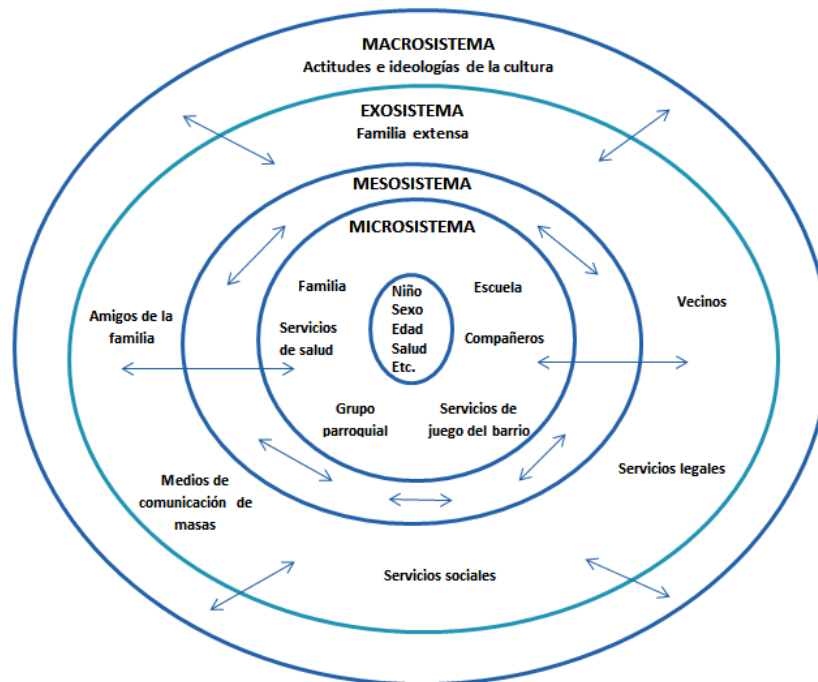 MACROSISTEMA
Actitudes e ideologías de la cultura
EXOSISTEMA
Familia extensa
MESOSISTEMA
MICROSISTEMA
Familia
Niño
Sexo
Edad
Salud
Etc.
Escuela
Servicios
de salud
Compañeros
Grupo
parroquial
Servicios de
juego del barrio
Amigos de la
familia
Vecinos
Medios de
comunicación de
masas
Servicios legales
Servicios sociales